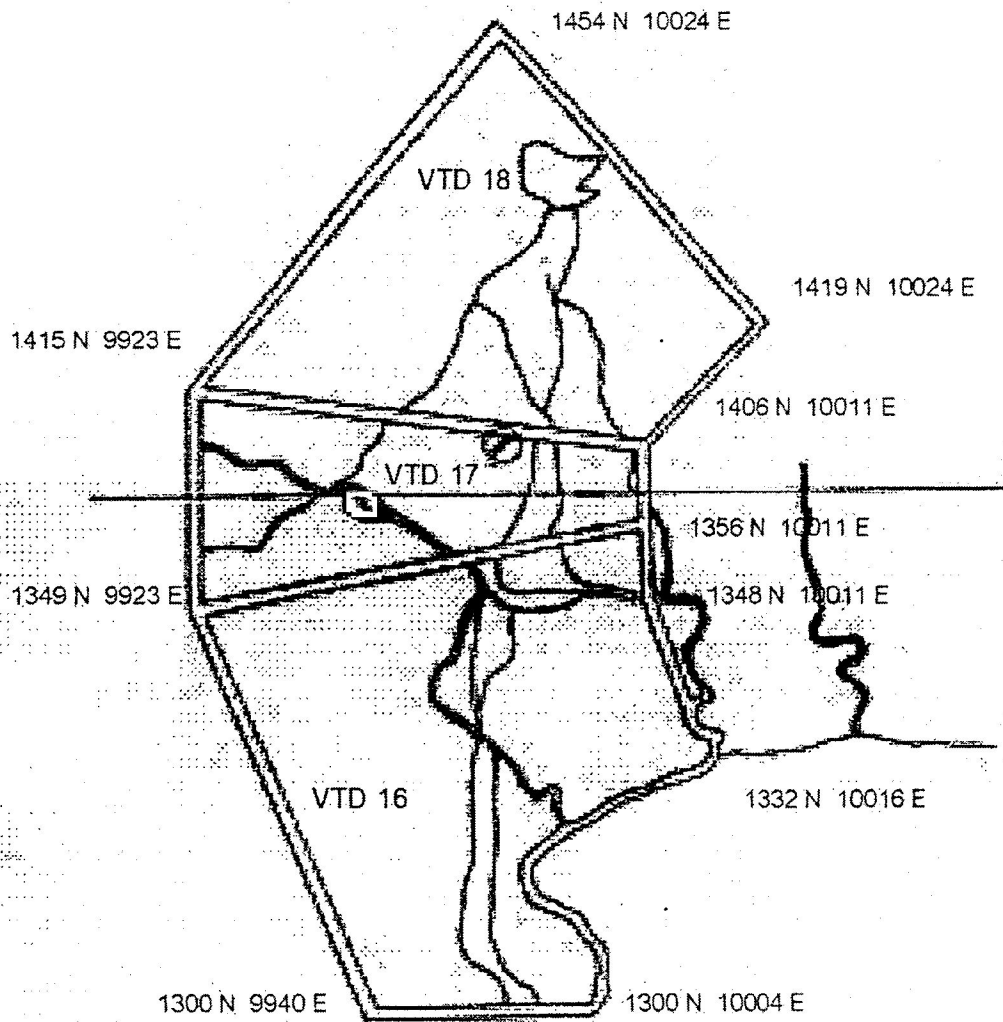 1454 N 10024 E
VTD 18
1419 N 10024 E
1415 N 9923 E
1406 N 10011 E
VTD 17
1356 N 10011 E
1349 N 9923 E
1348 N 10011 E
VTD 16
1332 N 10016 E
1300 N 9940 E
1300 N 10004 E